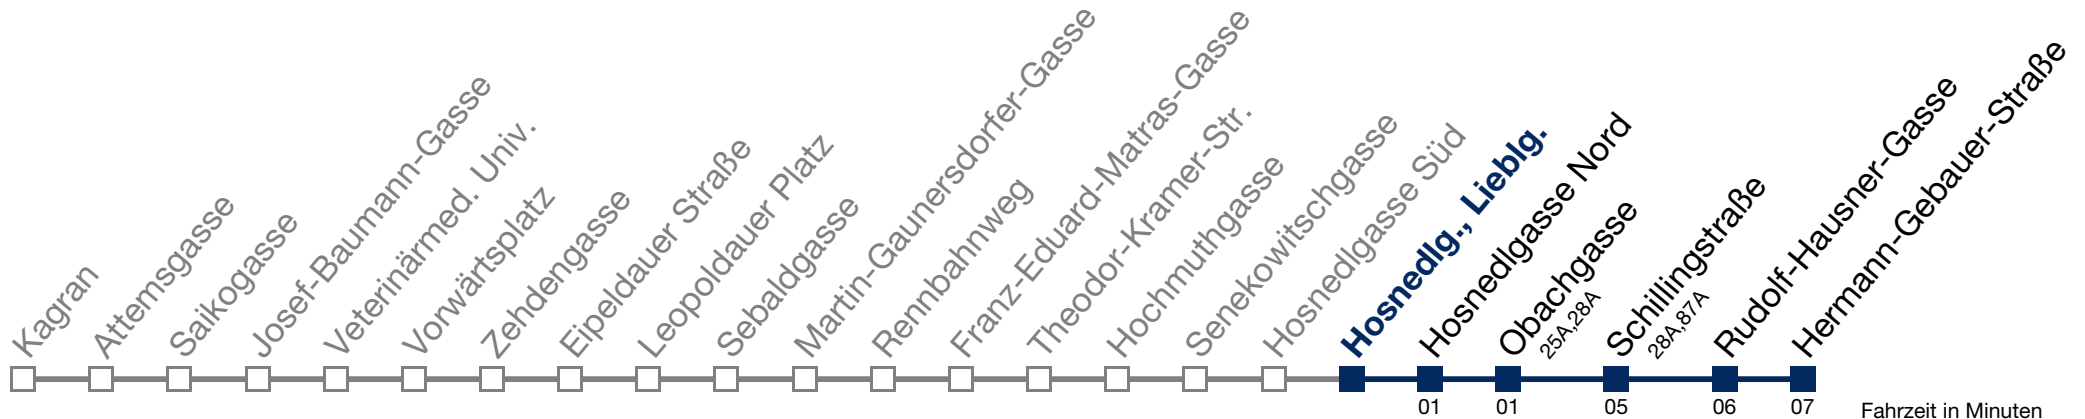 Kagran
Attemsgasse
Saikogasse
Josef-Baumann-Gasse
Veterinärmed. Univ.
Vorwärtsplatz
Zehdengasse
Eipeldauer Straße
Leopoldauer Platz
Sebaldgasse
Martin-Gaunersdorfer-Gasse
Rennbahnweg
Franz-Eduard-Matras-Gasse
Theodor-Kramer-Str.
Hochmuthgasse
Senekowitschgasse
Hosnedlgasse Süd
Hosnedlg., Lieblg.
Hosnedlgasse Nord
Obachgasse
25A,28A
Schillingstraße
28A,87A
Rudolf-Hausner-Gasse
Hermann-Gebauer-Straße
01 01 05 06 07 Fahrzeit in Minuten